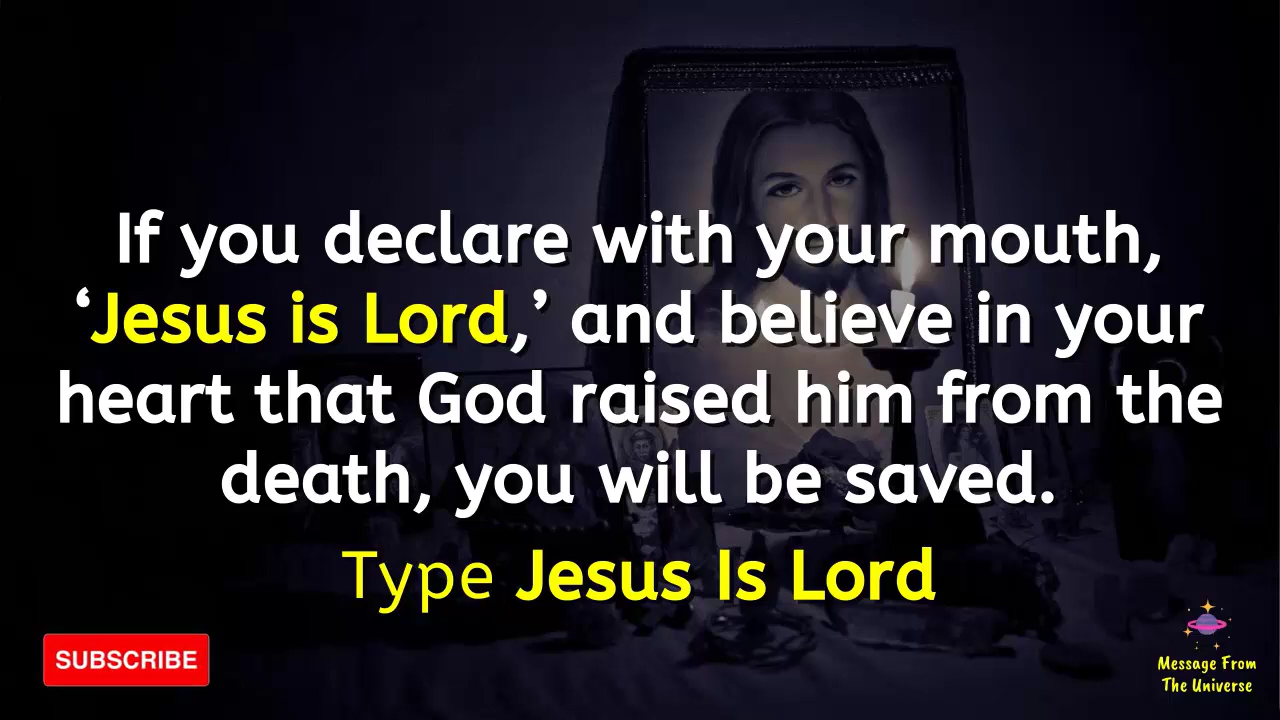 If you declare with your mouth,
‘Jesus is Lord,’ and believe in your
heart that God raised him from the
death, you will be saved.
Type Jesus Is Lord
SUBSCRIBE
Message From
The Universe